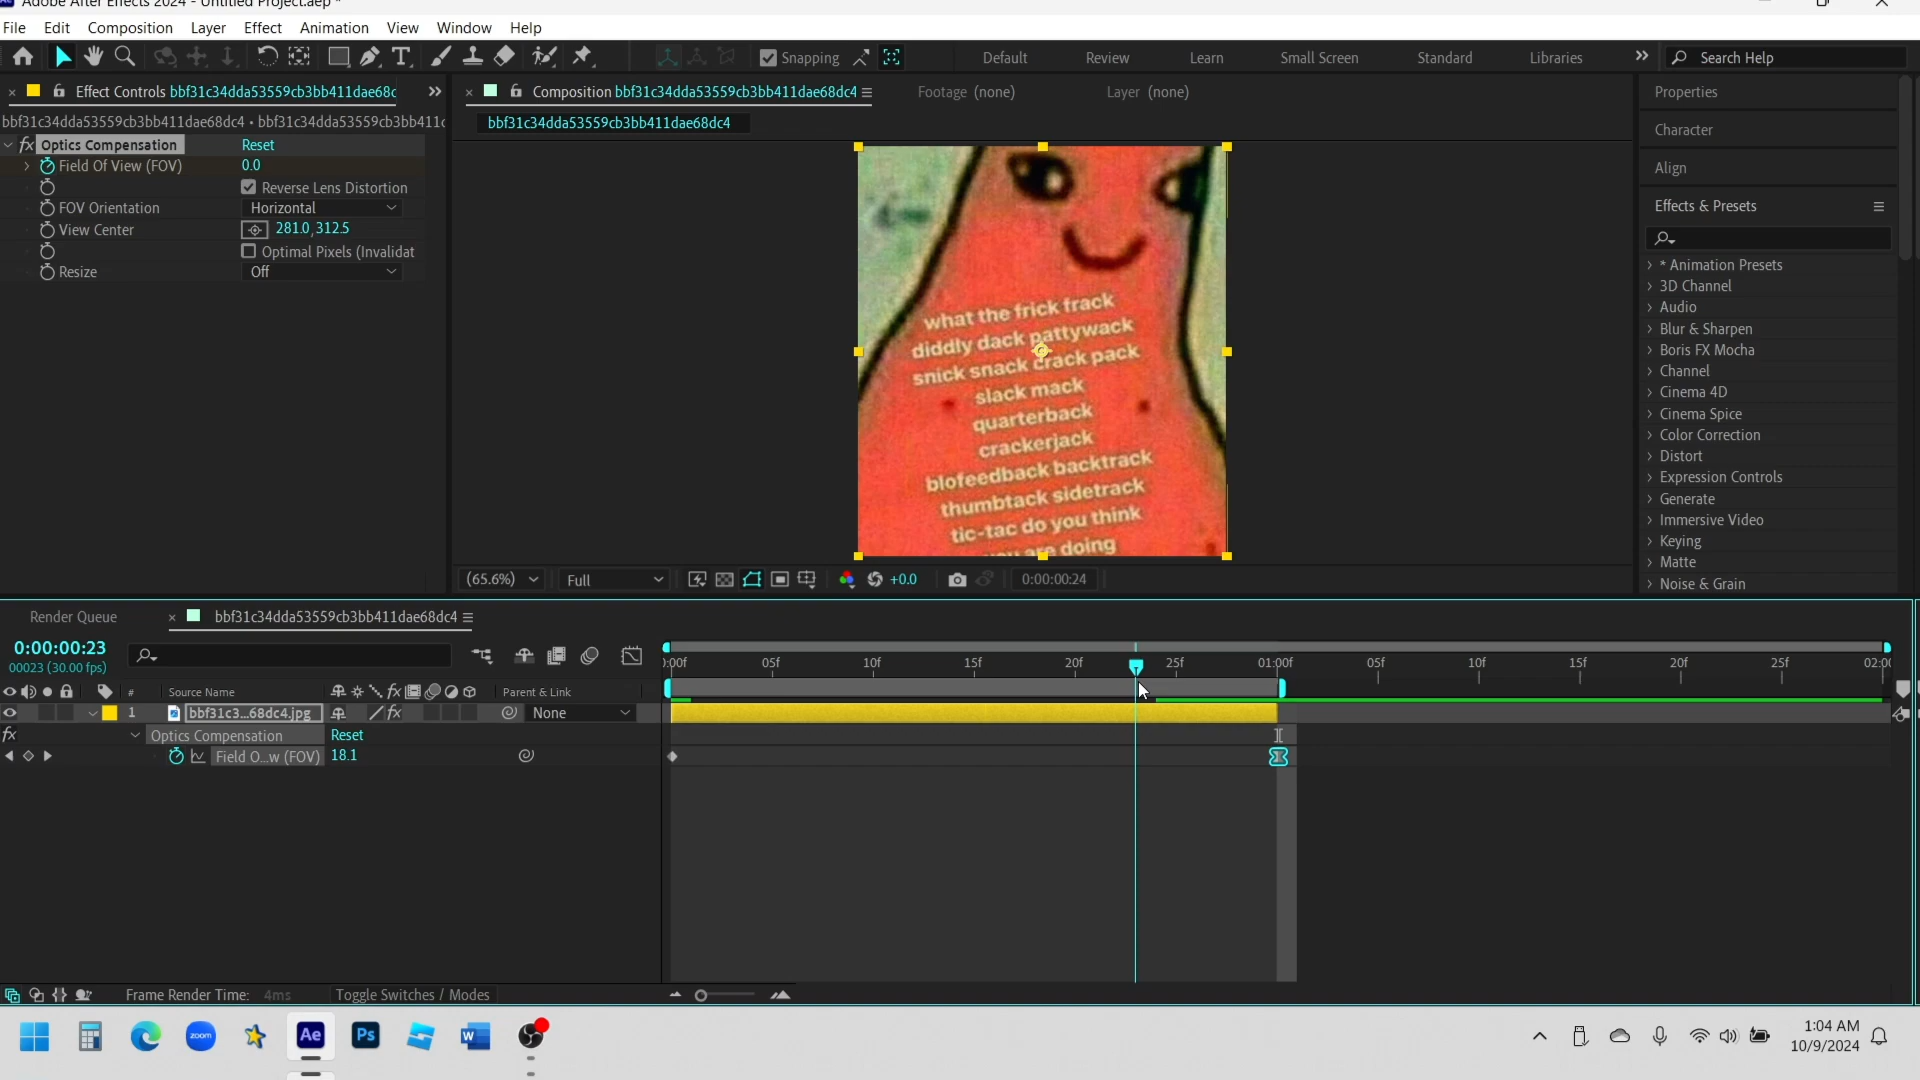 Adobe After Effects 2024 - Untitled Project.aep *
File Edit Composition Layer Effect Animation View Window Help
Snapping Default Review Learn Small Screen Standard Libraries Search Help
Effect Controls bbf31c34dda53559cb3bb411dae68c
Composition bbf31c34dda53559cb3bb411dae68dc4 Footage (none) Layer (none)
bbf31c34dda53559cb3bb411dae68dc4 • bbf31c34dda53559cb3bb411c
bbf31c34dda53559cb3bb411dae68dc4
fx Optics Compensation Reset
Field Of View (FOV) 0.0
Reverse Lens Distortion
FOV Orientation Horizontal
View Center 281.0, 312.5
Optimal Pixels (Invalidat
Resize Off
what the frick frack
diddly dack pattywack
snick snack crack pack
slack mack
quarterback
crackerjack
blofeedback backtrack
thumbtack sidetrack
tic-tac do you think
you are doing
(65.6%) Full +0.0 0:00:00:24
Properties
Character
Align
Effects & Presets
* Animation Presets
3D Channel
Audio
Blur & Sharpen
Boris FX Mocha
Channel
Cinema 4D
Cinema Spice
Color Correction
Distort
Expression Controls
Generate
Immersive Video
Keying
Matte
Noise & Grain
Render Queue bbf31c34dda53559cb3bb411dae68dc4
0:00:00:23
00023 (30.00 fps)
):00f 05f 10f 15f 20f 25f 01:00f 05f 10f 15f 20f 25f 02:00
# Source Name fx Parent & Link
1 bbf31c3...68dc4.jpg fx None
fx Optics Compensation Reset
Field O...w (FOV) 18.1
Frame Render Time: 4ms Toggle Switches / Modes
zoom Ae Ps W
1:04 AM
10/9/2024